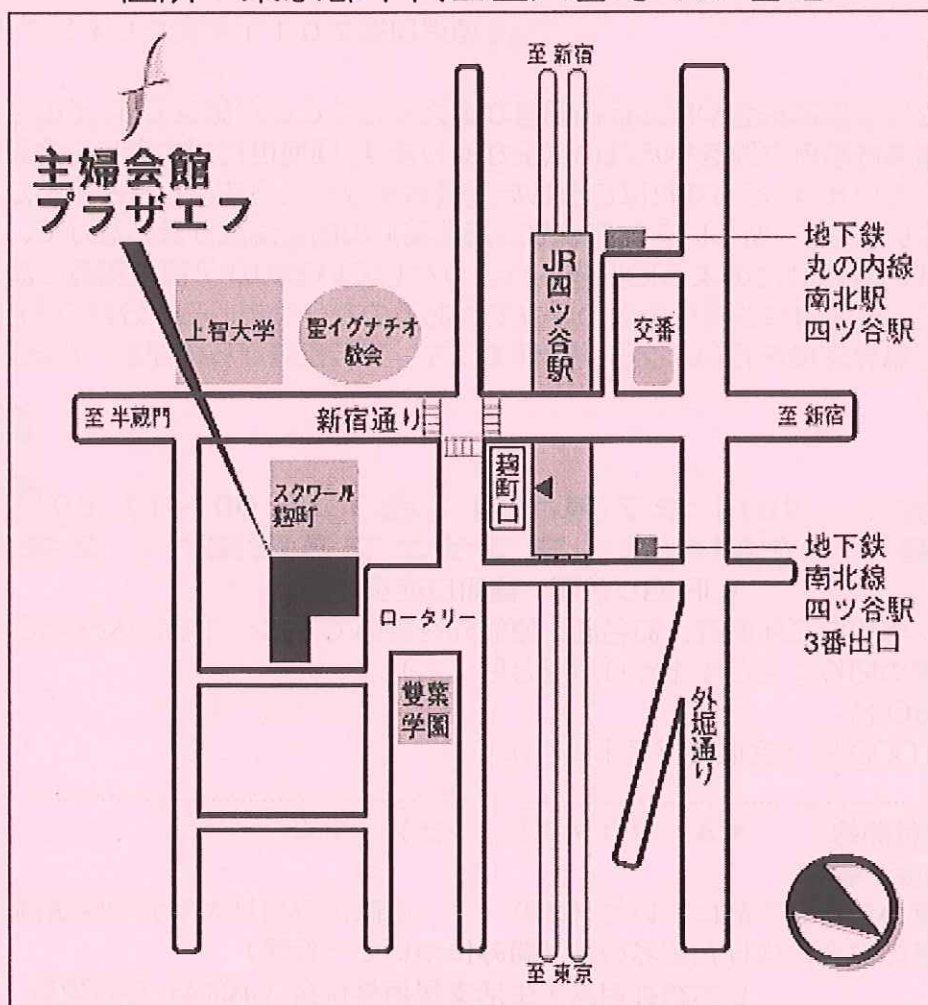 至 新宿
主婦会館
プラザエフ
地下鉄
丸の内線
南北駅
四ツ谷駅
JR四ツ谷駅
上智大学
聖イグナチオ
教会
交番
至 半蔵門
新宿通り
至 新宿
麹町口
スクワール
麹町
地下鉄
南北線
四ツ谷駅
3番出口
ロータリー
雙葉
学園
外堀通り
至 東京